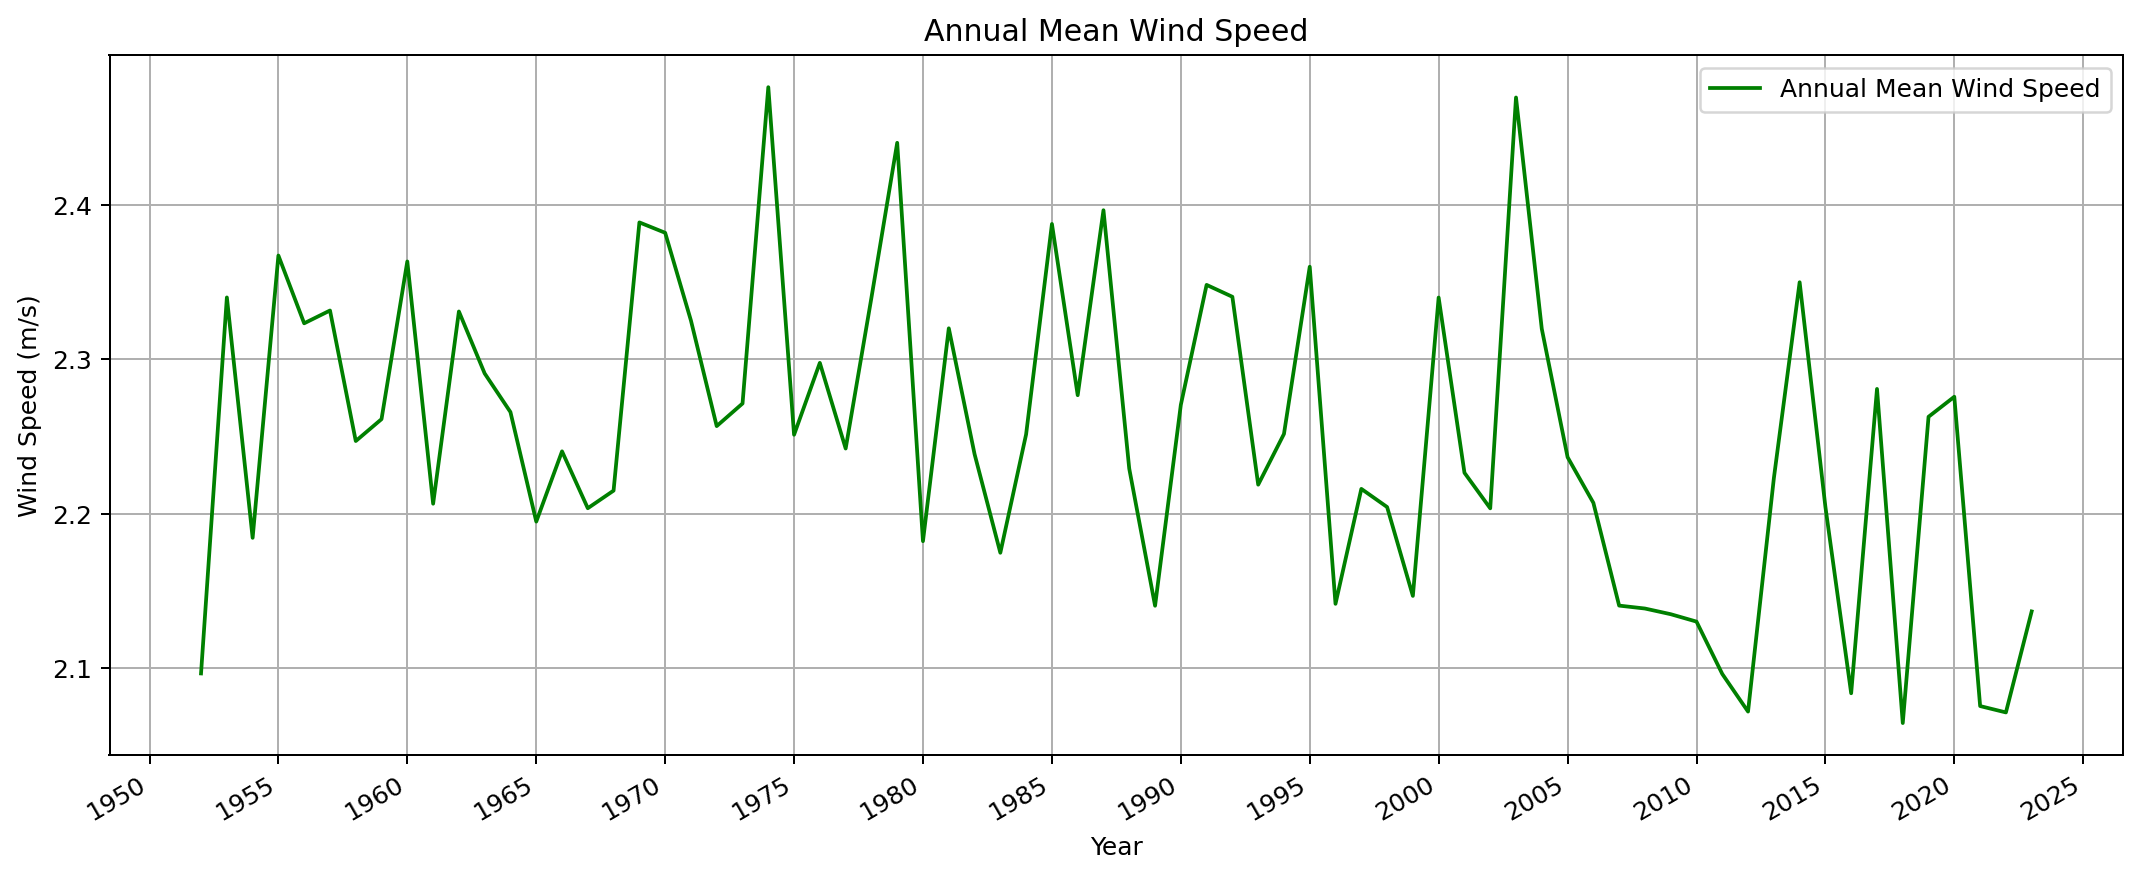 Annual Mean Wind Speed
Annual Mean Wind Speed
Wind Speed (m/s)
2.4
2.3
2.2
2.1
1950 1955 1960 1965 1970 1975 1980 1985 1990 1995 2000 2005 2010 2015 2020 2025
Year